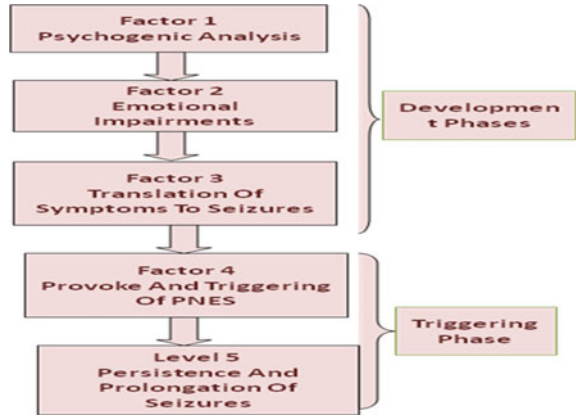 Factor 1
Psychogenic Analysis
Factor 2
Emotional
Impairments
Developmen
t Phases
Factor 3
Translation Of
Symptoms To Seizures
Factor 4
Provoke And Triggering
Of PNES
Triggering
Phase
Level 5
Persistence And
Prolongation Of
Seizures